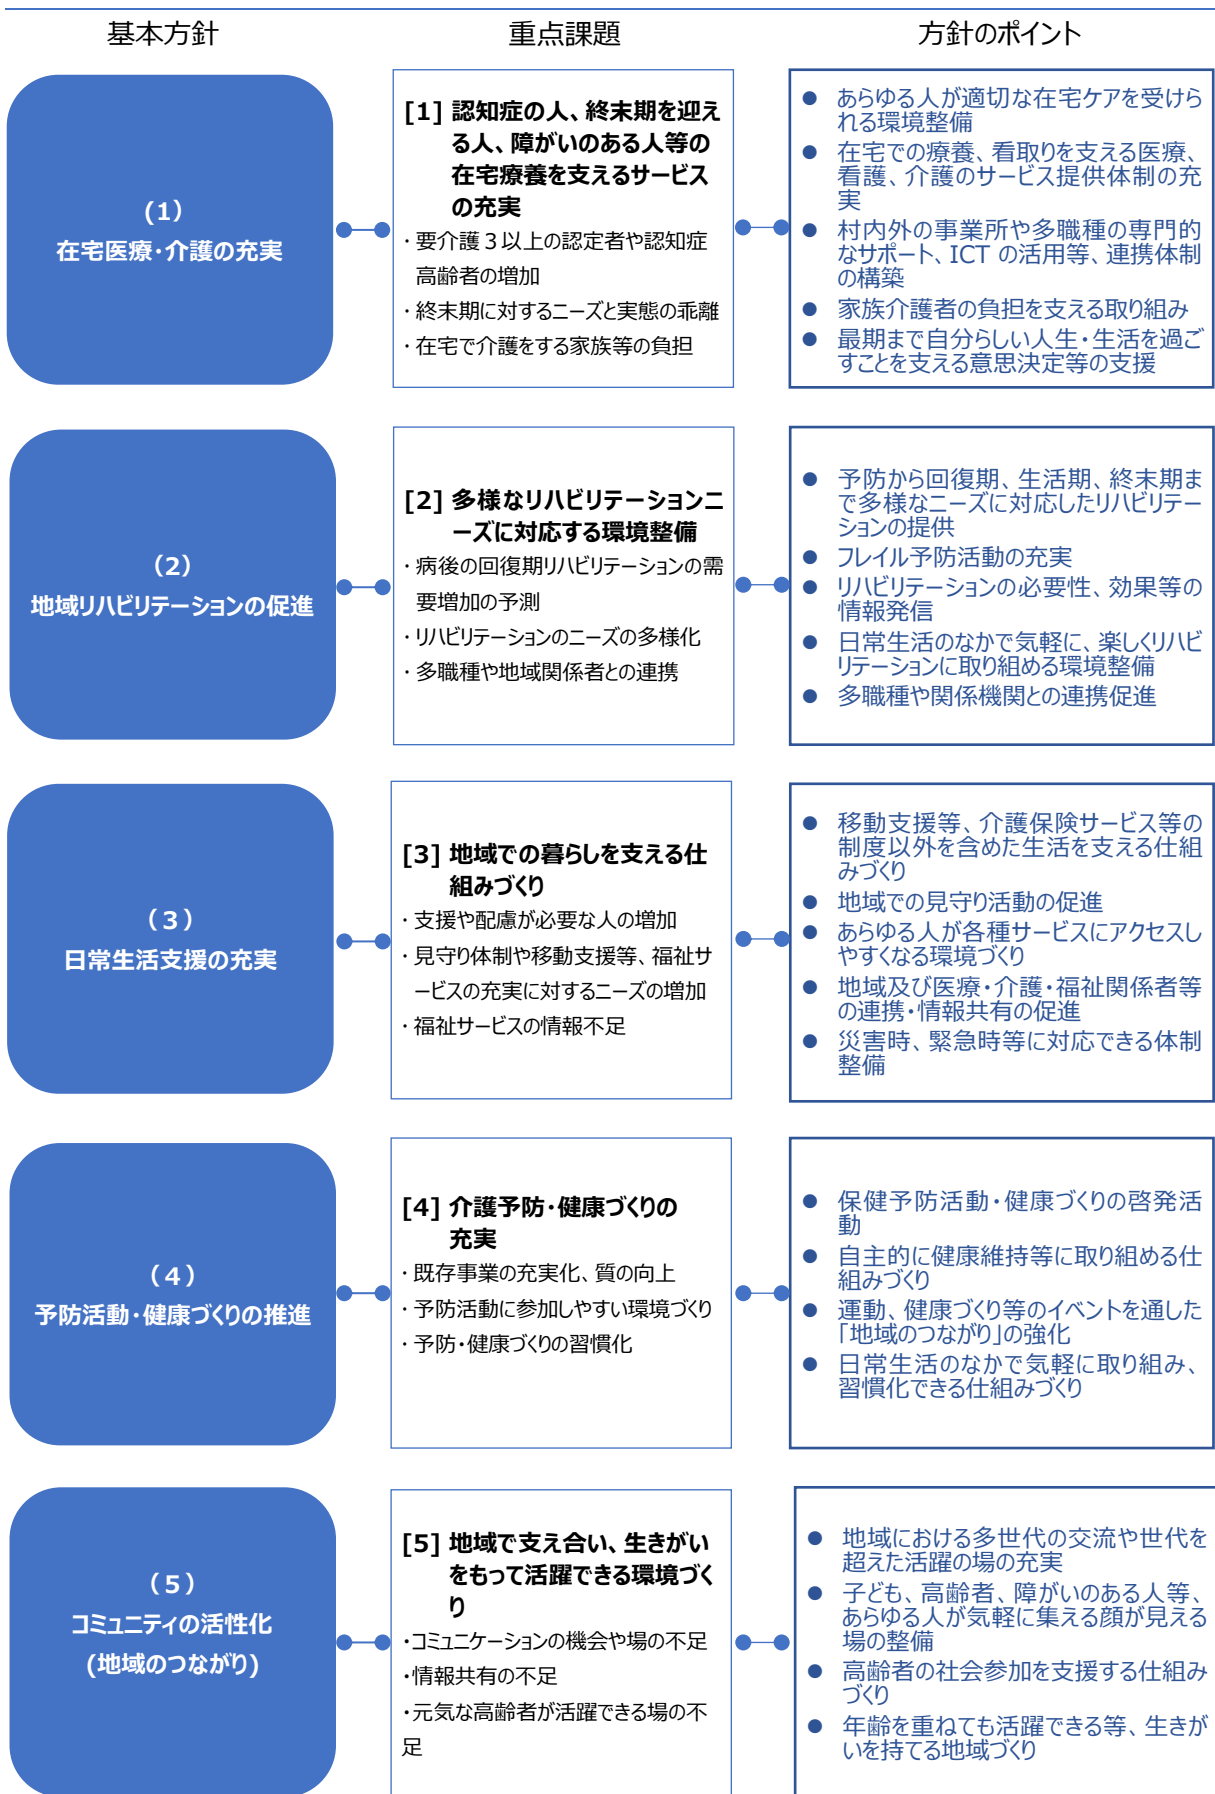 基本方針
重点課題
方針のポイント
(1)
在宅医療・介護の充実
[1] 認知症の人、終末期を迎え
る人、障がいのある人等の
在宅療養を支えるサービス
の充実
・要介護３以上の認定者や認知症
高齢者の増加
・終末期に対するニーズと実態の乖離
・在宅で介護をする家族等の負担
● あらゆる人が適切な在宅ケアを受けら
れる環境整備
● 在宅での療養、看取りを支える医療、
看護、介護のサービス提供体制の充
実
● 村内外の事業所や多職種の専門的
なサポート、ICT の活用等、連携体制
の構築
● 家族介護者の負担を支える取り組み
● 最期まで自分らしい人生・生活を過ご
すことを支える意思決定等の支援
（2）
地域リハビリテーションの促進
[2] 多様なリハビリテーションニ
ーズに対応する環境整備
・病後の回復期リハビリテーションの需
要増加の予測
・リハビリテーションのニーズの多様化
・多職種や地域関係者との連携
● 予防から回復期、生活期、終末期ま
で多様なニーズに対応したリハビリテー
ションの提供
● フレイル予防活動の充実
● リハビリテーションの必要性、効果等の
情報発信
● 日常生活のなかで気軽に、楽しくリハビ
リテーションに取り組める環境整備
● 多職種や関係機関との連携促進
（３）
日常生活支援の充実
[3] 地域での暮らしを支える仕
組みづくり
・支援や配慮が必要な人の増加
・見守り体制や移動支援等、福祉サ
ービスの充実に対するニーズの増加
・福祉サービスの情報不足
● 移動支援等、介護保険サービス等の
制度以外を含めた生活を支える仕組
みづくり
● 地域での見守り活動の促進
● あらゆる人が各種サービスにアクセスし
やすくなる環境づくり
● 地域及び医療・介護・福祉関係者等
の連携・情報共有の促進
● 災害時、緊急時等に対応できる体制
整備
（４）
予防活動・健康づくりの推進
[4] 介護予防・健康づくりの
充実
・既存事業の充実化、質の向上
・予防活動に参加しやすい環境づくり
・予防・健康づくりの習慣化
● 保健予防活動・健康づくりの啓発活
動
● 自主的に健康維持等に取り組める仕
組みづくり
● 運動、健康づくり等のイベントを通した
「地域のつながり」の強化
● 日常生活のなかで気軽に取り組み、
習慣化できる仕組みづくり
（５）
コミュニティの活性化
(地域のつながり)
[5] 地域で支え合い、生きがい
をもって活躍できる環境づく
り
・コミュニケーションの機会や場の不足
・情報共有の不足
・元気な高齢者が活躍できる場の不
足
● 地域における多世代の交流や世代を
超えた活躍の場の充実
● 子ども、高齢者、障がいのある人等、
あらゆる人が気軽に集える顔が見える
場の整備
● 高齢者の社会参加を支援する仕組み
づくり
● 年齢を重ねても活躍できる等、生きが
いを持てる地域づくり